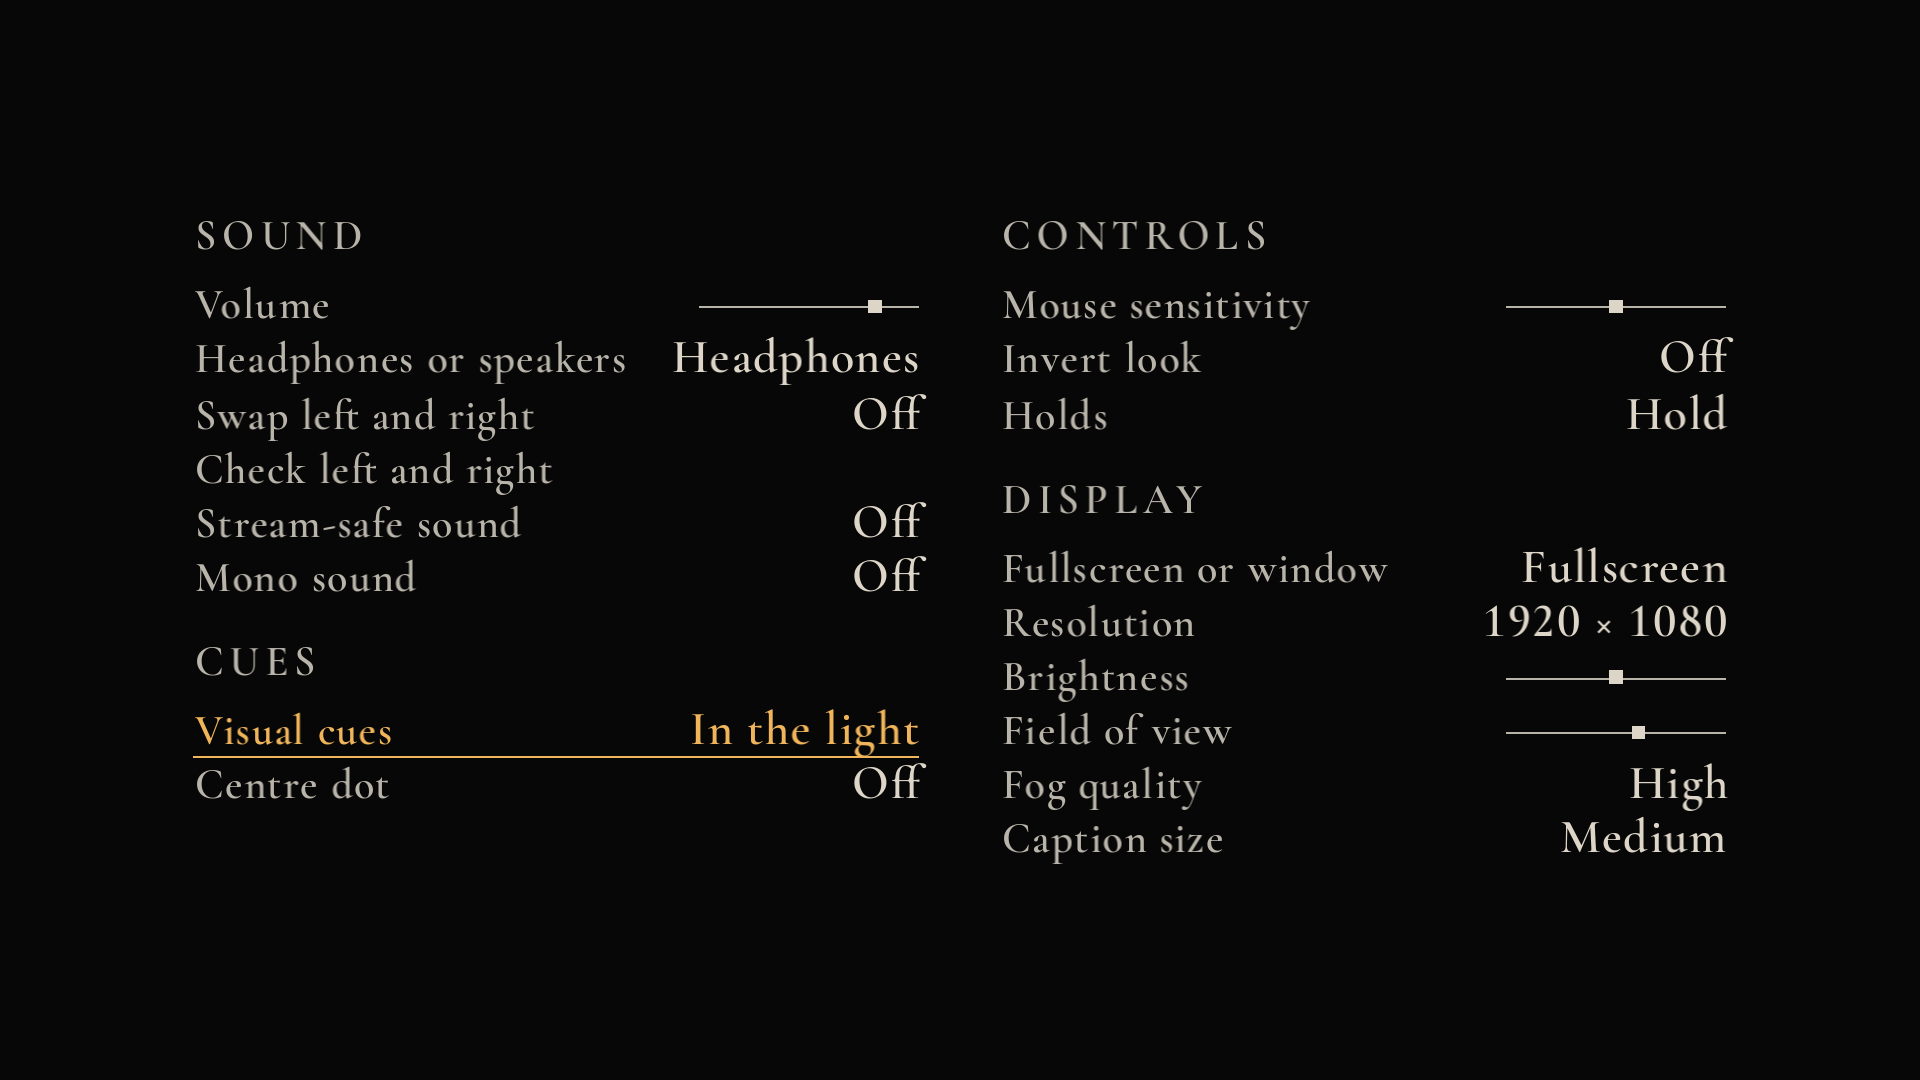 SOUND
Volume
Headphones or speakers Headphones
Swap left and right Off
Check left and right
Stream-safe sound Off
Mono sound Off
CUES
Visual cues In the light
Centre dot Off
CONTROLS
Mouse sensitivity
Invert look Off
Holds Hold
DISPLAY
Fullscreen or window Fullscreen
Resolution 1920 × 1080
Brightness
Field of view
Fog quality High
Caption size Medium